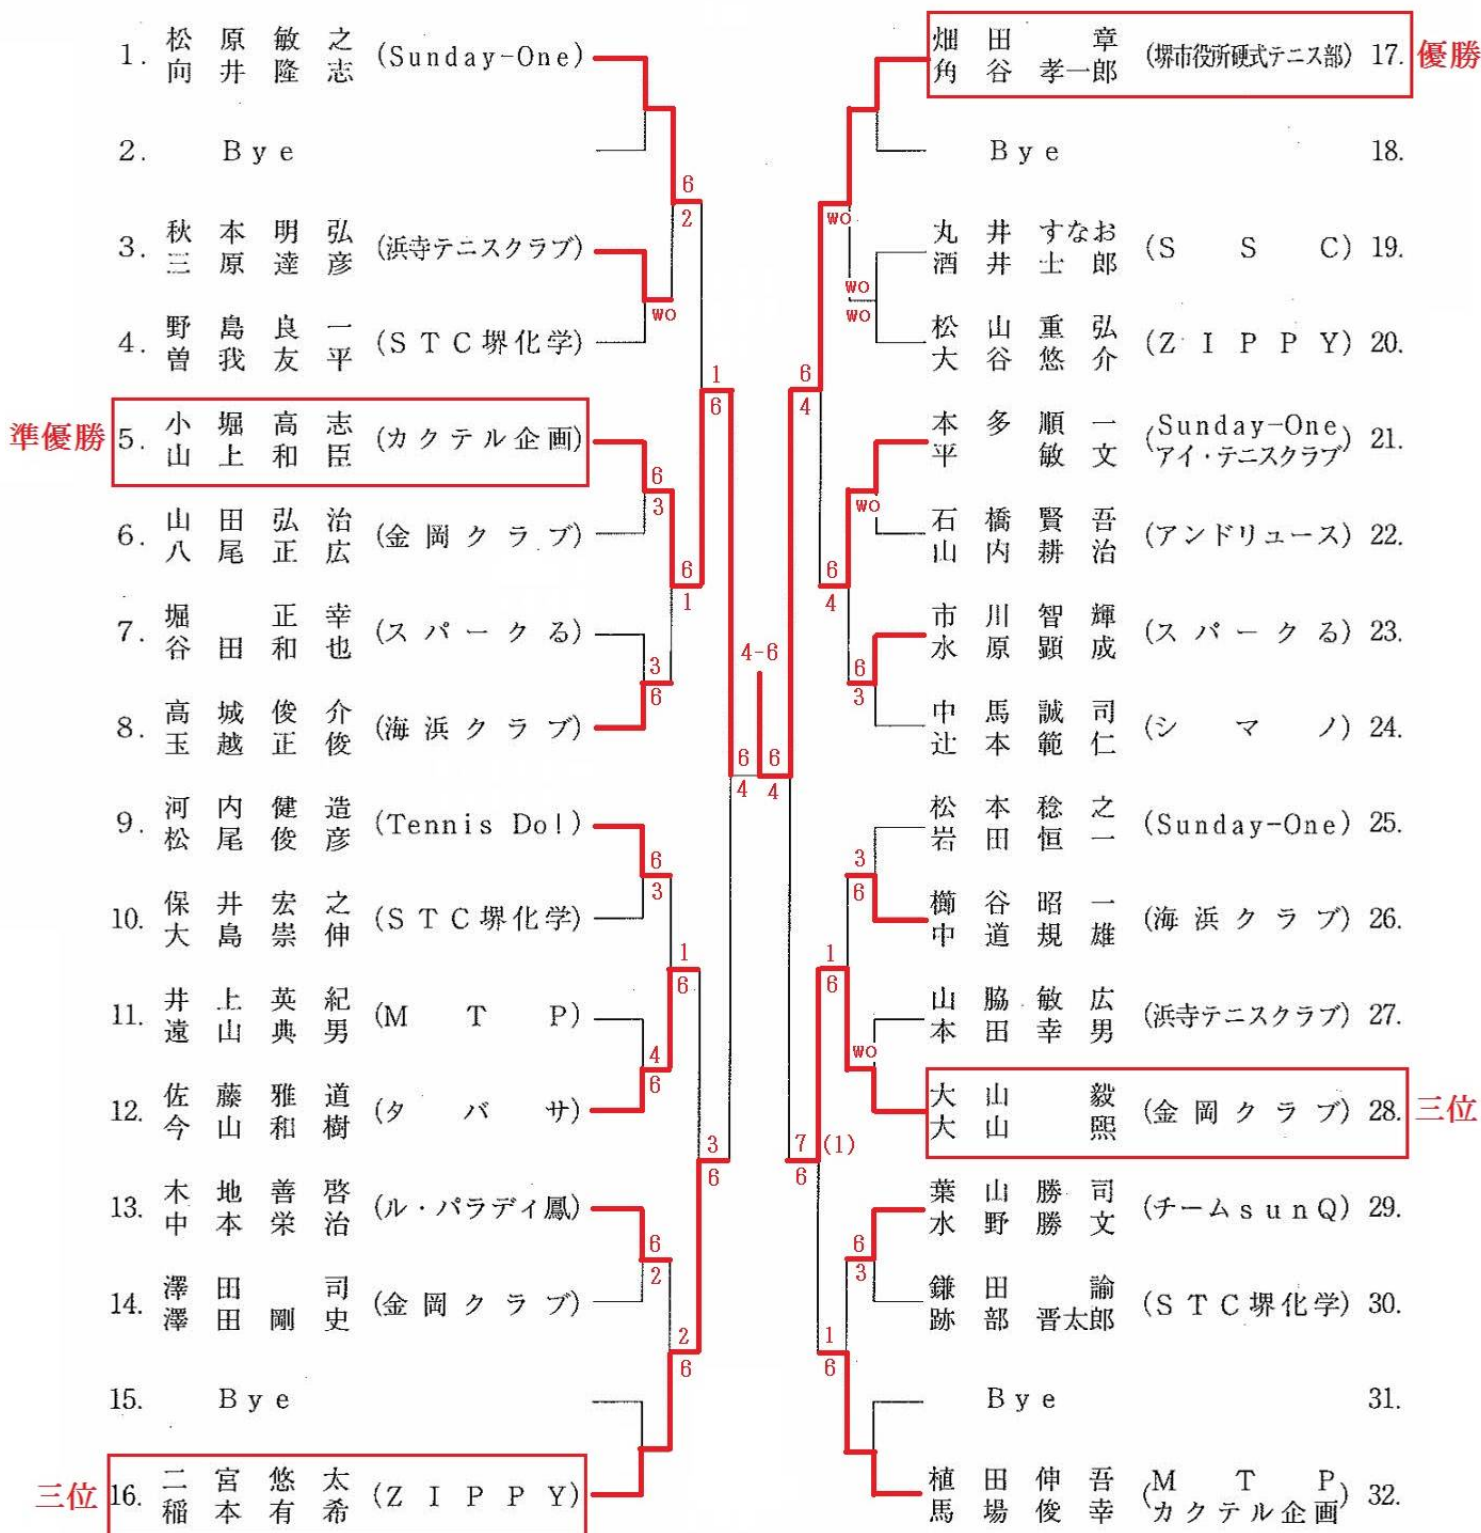 1. 松原敏之 (Sunday-One)
向井隆志
2. Bye
6
2
3. 秋本明弘 (浜寺テニスクラブ)
三原達彦
WO
4. 野島良一 (STC堺化学)
曽我友平
1
6
準優勝 5. 小堀高志 (カクテル企画)
山上和臣
6
3
6. 山田弘治 (金岡クラブ)
八尾正広
6
1
7. 堀正幸 (スパークる)
谷田和也
3
6
8. 高城俊介 (海浜クラブ)
玉越正俊
6
4
9. 河内健造 (Tennis Do!)
松尾俊彦
6
3
10. 保井宏之 (STC堺化学)
大島崇伸
1
6
11. 井上英紀 (MTP)
遠山典男
4
6
12. 佐藤雅道 (タバサ)
今山和樹
3
6
13. 木地善啓 (ル・パラディ鳳)
中本栄治
6
2
14. 澤田司 (金岡クラブ)
澤田剛史
2
6
15. Bye
三位 16. 二宮悠太 (ZIPPY)
稲本有希
4-6
畑田章 (堺市役所硬式テニス部) 17. 優勝
角谷孝一郎
Bye 18.
WO
丸井すなお (SSC) 19.
酒井士郎
WO
WO
松山重弘 (ZIPPY) 20.
大谷悠介
6
4
本多順一 (Sunday-One
アイ・テニスクラブ) 21.
平敏文
WO
石橋賢吾 (アンドリュース) 22.
山内耕治
6
4
市川智輝 (スパークる) 23.
水原顕成
6
3
中馬誠司 (シマノ) 24.
辻本範仁
6
4
松本稔之 (Sunday-One) 25.
岩田恒一
3
6
櫛谷昭一 (海浜クラブ) 26.
中道規雄
1
6
山脇敏広 (浜寺テニスクラブ) 27.
本田幸男
WO
大山毅 (金岡クラブ) 28. 三位
大山煕
7 (1)
6
葉山勝司 (チームsunQ) 29.
水野勝文
6
3
鎌田諭 (STC堺化学) 30.
跡部晋太郎
1
6
Bye 31.
植田伸吾 (MTP
カクテル企画) 32.
馬場俊幸